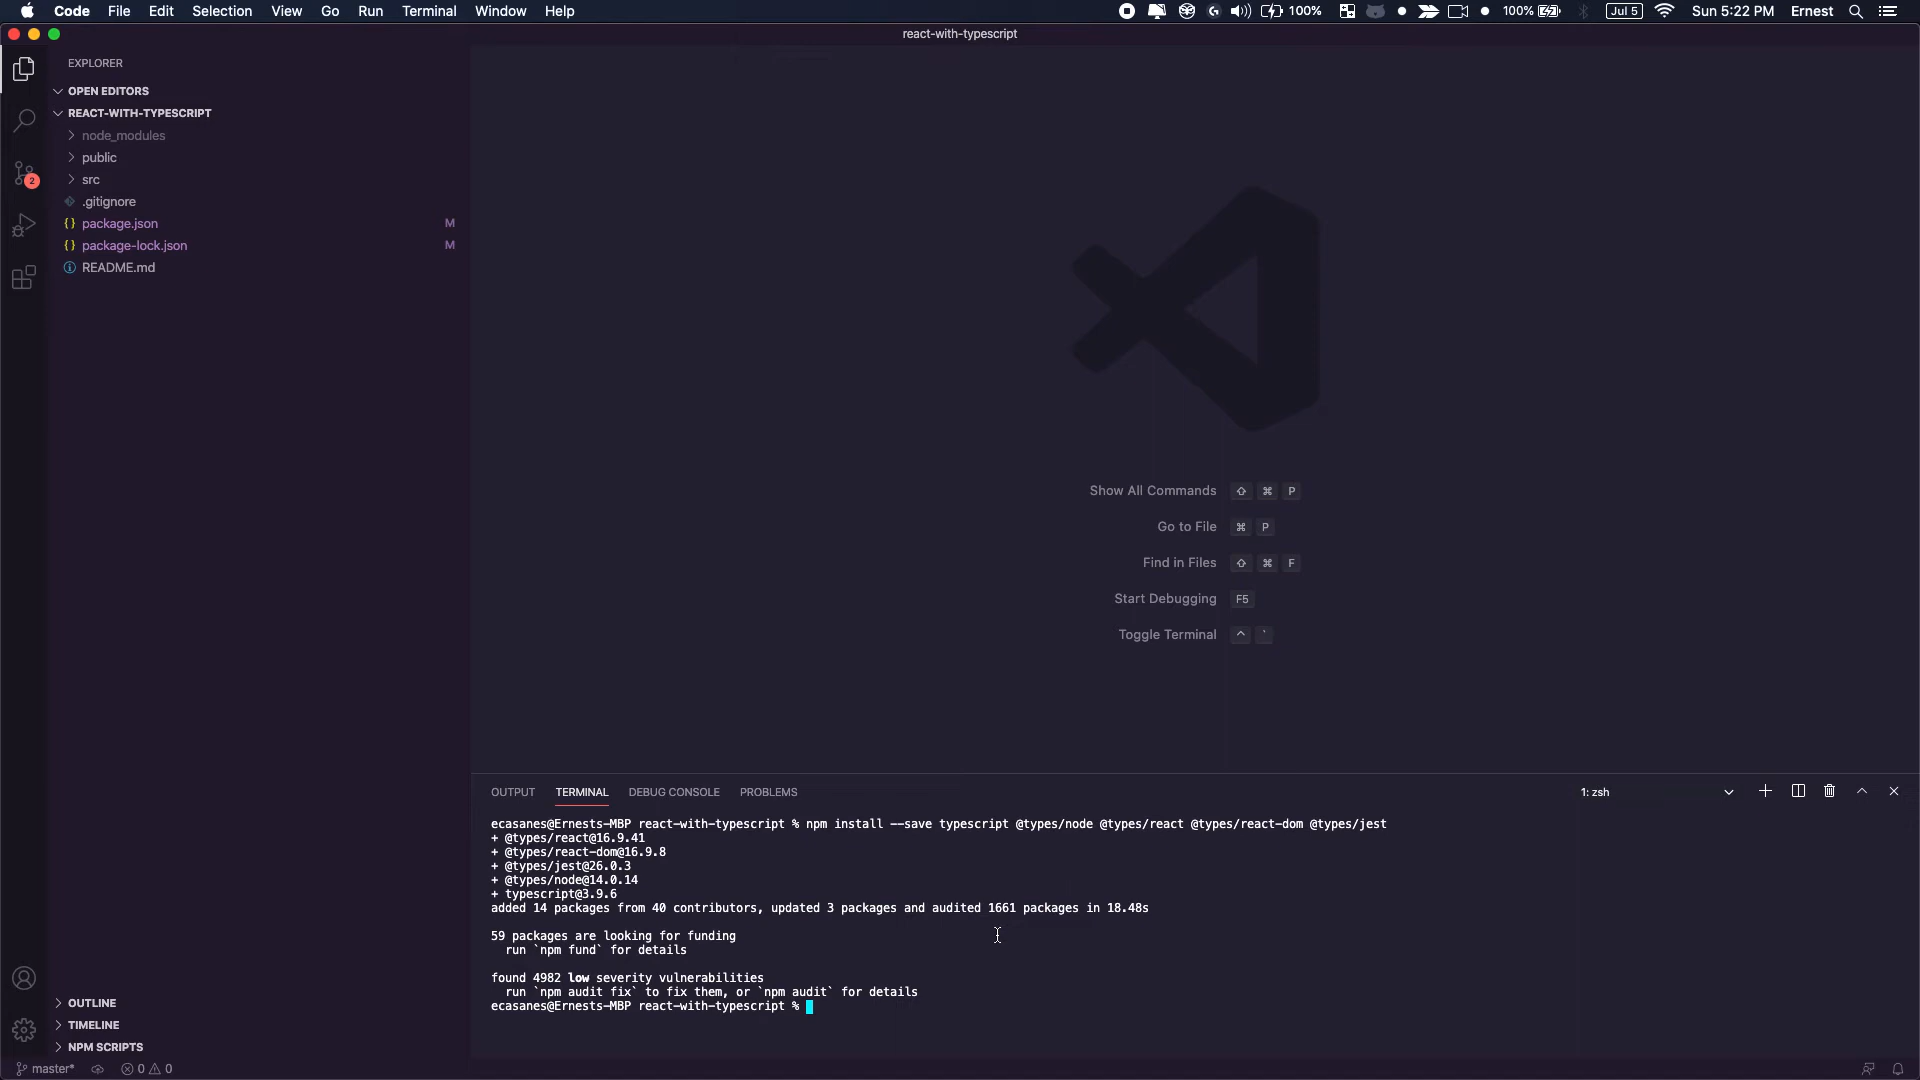 Code File Edit Selection View Go Run Terminal Window Help
100% 100% Jul 5 Sun 5:22 PM Ernest
react-with-typescript
EXPLORER
OPEN EDITORS
REACT-WITH-TYPESCRIPT
node_modules
public
src
2
.gitignore
package.json M
package-lock.json M
README.md
Show All Commands ⇧ ⌘ P
Go to File ⌘ P
Find in Files ⇧ ⌘ F
Start Debugging F5
Toggle Terminal ^ `
OUTPUT TERMINAL DEBUG CONSOLE PROBLEMS 1: zsh
ecasanes@Ernests-MBP react-with-typescript % npm install --save typescript @types/node @types/react @types/react-dom @types/jest
+ @types/react@16.9.41
+ @types/react-dom@16.9.8
+ @types/jest@26.0.3
+ @types/node@14.0.14
+ typescript@3.9.6
added 14 packages from 40 contributors, updated 3 packages and audited 1661 packages in 18.48s
59 packages are looking for funding
run `npm fund` for details
found 4982 low severity vulnerabilities
run `npm audit fix` to fix them, or `npm audit` for details
ecasanes@Ernests-MBP react-with-typescript %
OUTLINE
TIMELINE
NPM SCRIPTS
master* 0 0